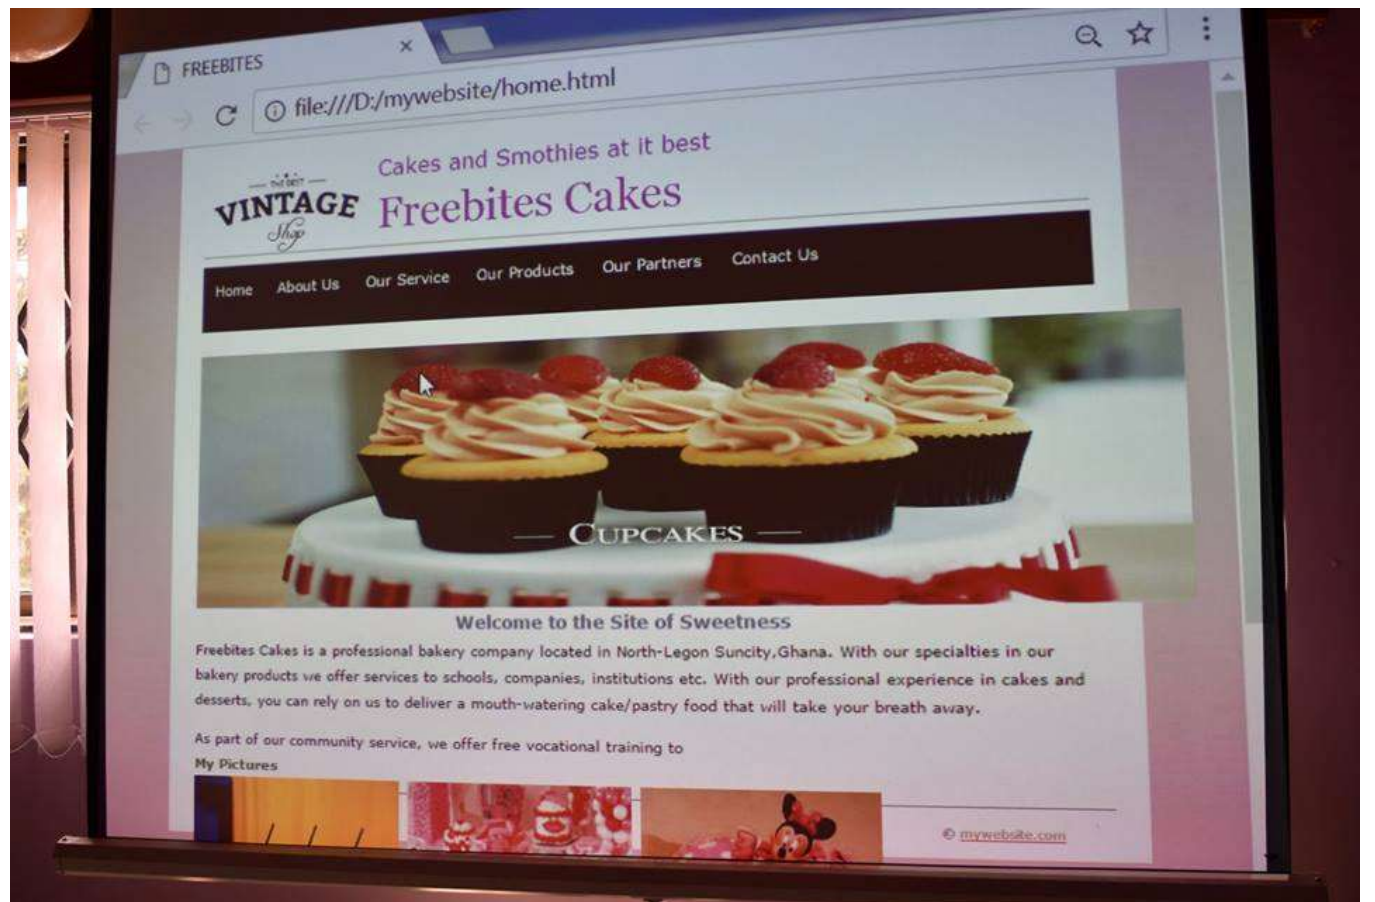 FREEBITES
file:///D:/mywebsite/home.html
Cakes and Smothies at it best
THE BEST
VINTAGE
Shop
Freebites Cakes
Home About Us Our Service Our Products Our Partners Contact Us
CUPCAKES
Welcome to the Site of Sweetness
Freebites Cakes is a professional bakery company located in North-Legon Suncity,Ghana. With our specialties in our
bakery products we offer services to schools, companies, institutions etc. With our professional experience in cakes and
desserts, you can rely on us to deliver a mouth-watering cake/pastry food that will take your breath away.
As part of our community service, we offer free vocational training to
My Pictures
© mywebsite.com